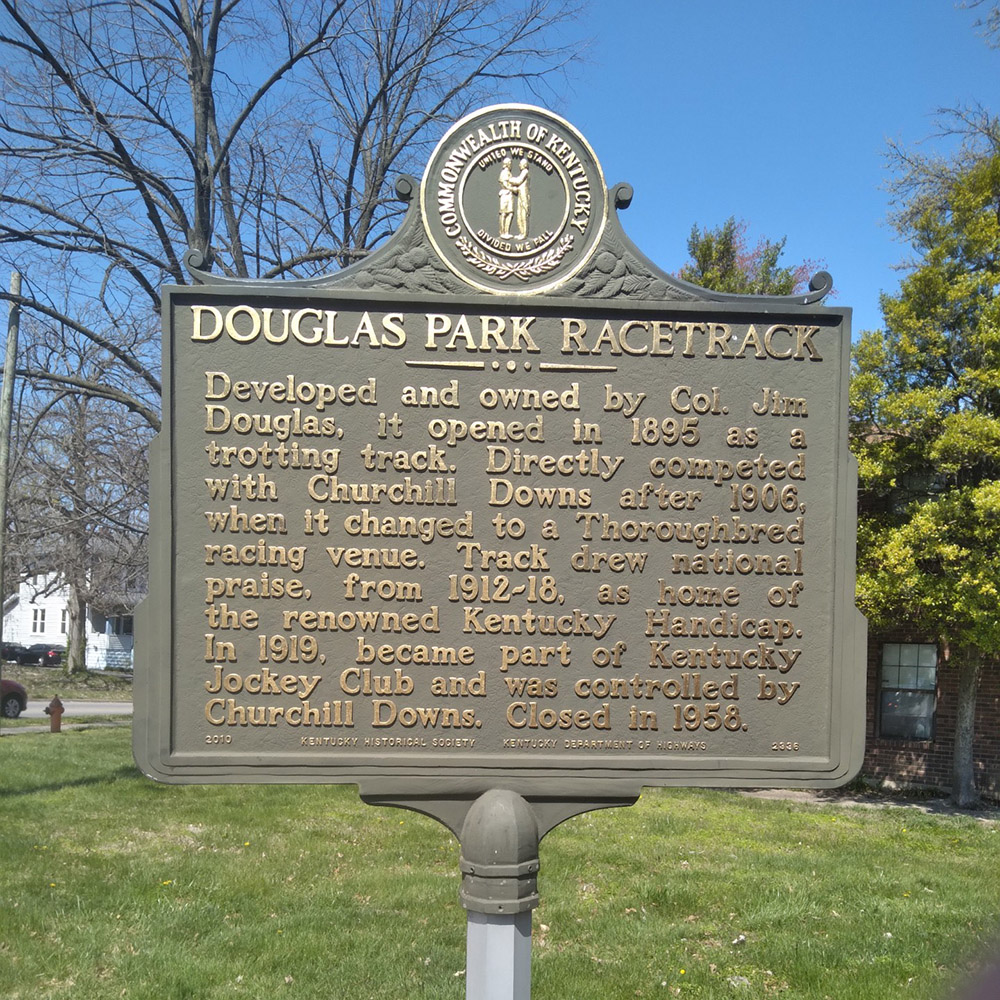 COMMONWEALTH OF KENTUCKY
UNITED WE STAND
DIVIDED WE FALL
DOUGLAS PARK RACETRACK
Developed and owned by Col. Jim
Douglas, it opened in 1895 as a
trotting track. Directly competed
with Churchill Downs after 1906,
when it changed to a Thoroughbred
racing venue. Track drew national
praise, from 1912-18, as home of
the renowned Kentucky Handicap.
In 1919, became part of Kentucky
Jockey Club and was controlled by
Churchill Downs. Closed in 1958.
2010 KENTUCKY HISTORICAL SOCIETY KENTUCKY DEPARTMENT OF HIGHWAYS 2336